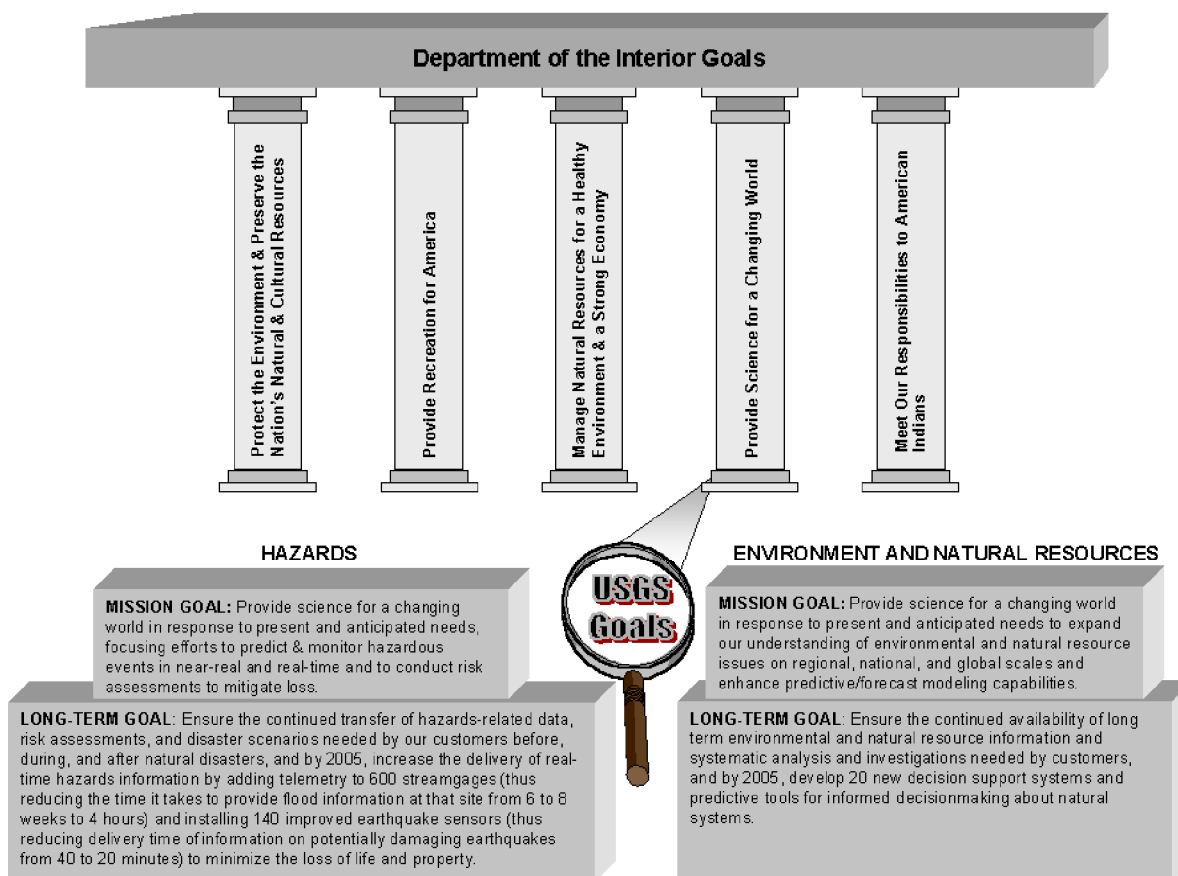 Department of the Interior Goals
Protect the Environment & Preserve the
Nation's Natural & Cultural Resources
Provide Recreation for America
Manage Natural Resources for a Healthy
Environment & a Strong Economy
Provide Science for a Changing World
Meet Our Responsibilities to American
Indians
HAZARDS
MISSION GOAL: Provide science for a changing
world in response to present and anticipated needs,
focusing efforts to predict & monitor hazardous
events in near-real and real-time and to conduct risk
assessments to mitigate loss.
LONG-TERM GOAL: Ensure the continued transfer of hazards-related data,
risk assessments, and disaster scenarios needed by our customers before,
during, and after natural disasters, and by 2005, increase the delivery of real-
time hazards information by adding telemetry to 600 streamgages (thus
reducing the time it takes to provide flood information at that site from 6 to 8
weeks to 4 hours) and installing 140 improved earthquake sensors (thus
reducing delivery time of information on potentially damaging earthquakes
from 40 to 20 minutes) to minimize the loss of life and property.
USGS
Goals
ENVIRONMENT AND NATURAL RESOURCES
MISSION GOAL: Provide science for a changing world
in response to present and anticipated needs to expand
our understanding of environmental and natural resource
issues on regional, national, and global scales and
enhance predictive/forecast modeling capabilities.
LONG-TERM GOAL: Ensure the continued availability of long
term environmental and natural resource information and
systematic analysis and investigations needed by customers,
and by 2005, develop 20 new decision support systems and
predictive tools for informed decisionmaking about natural
systems.